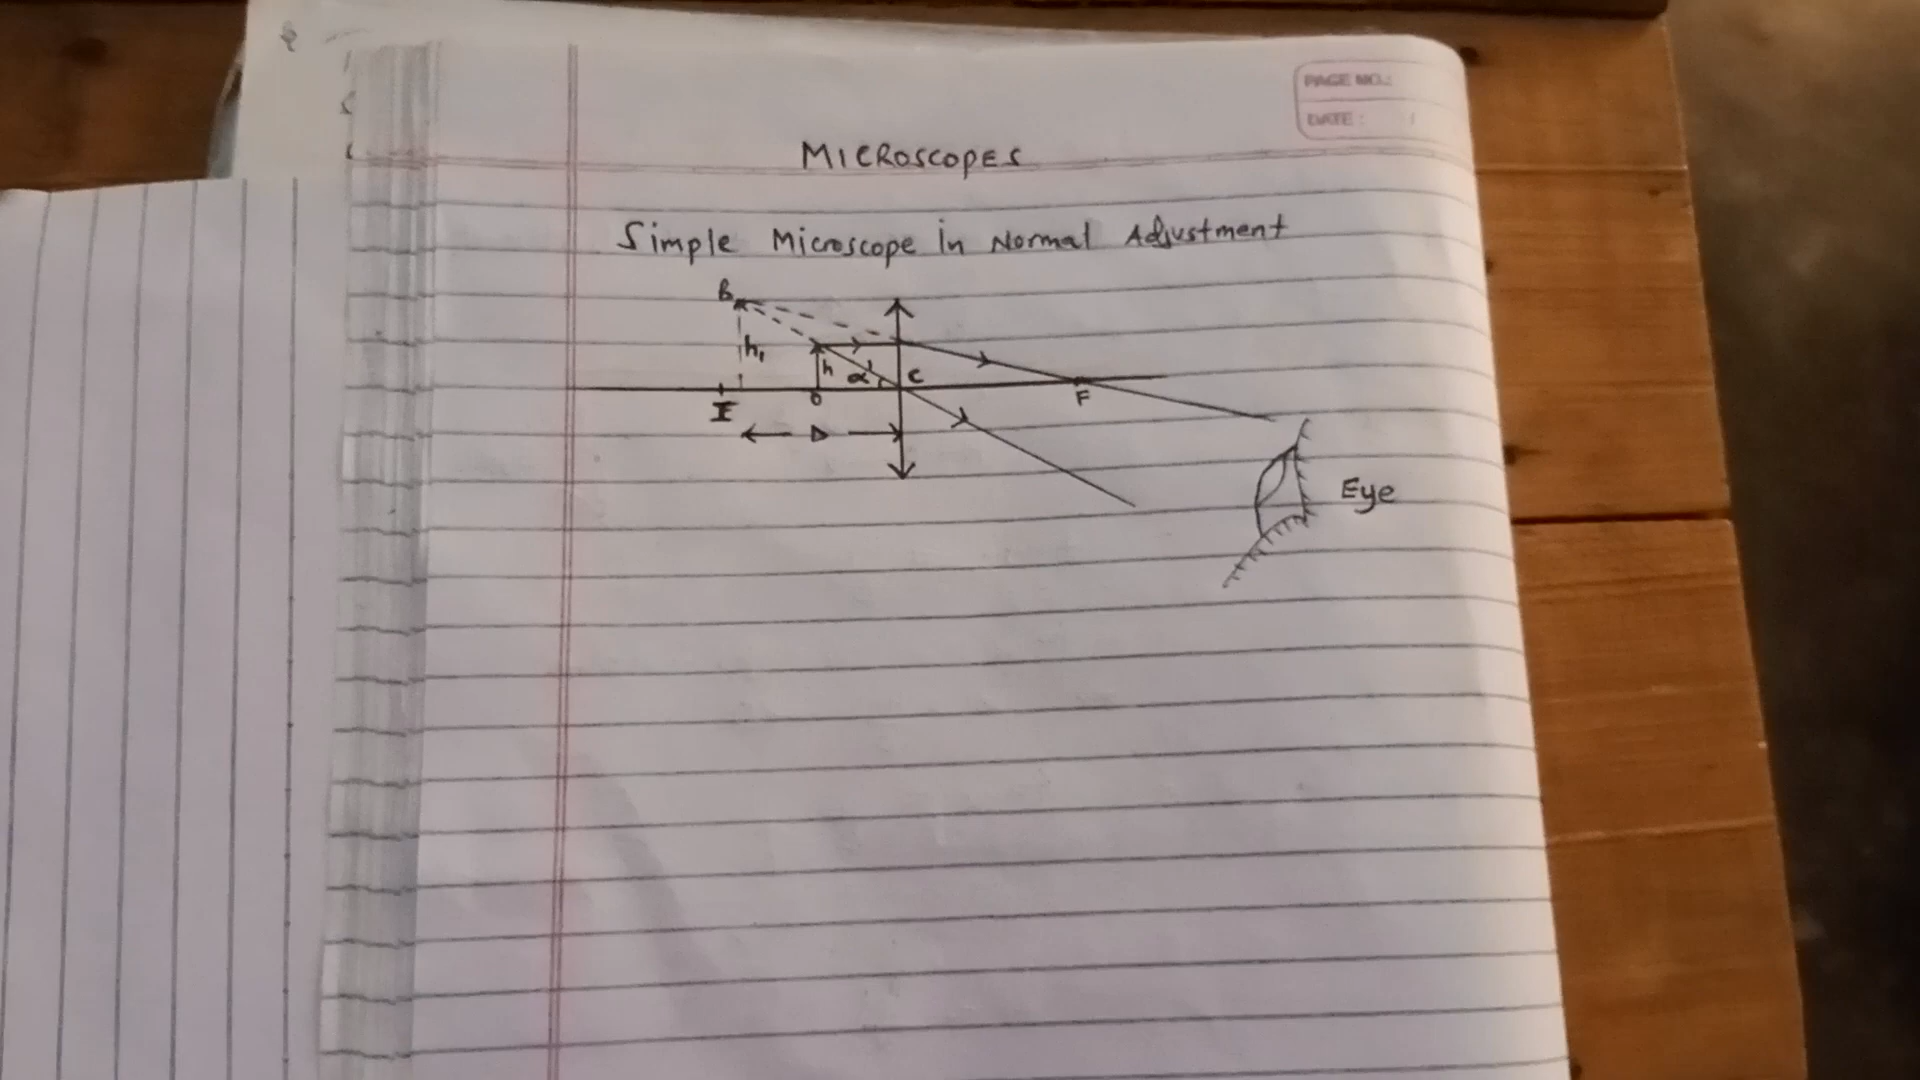 PAGE NO.:
DATE:
MICROSCOPES
Simple Microscope in Normal Adjustment
B
h₁
h
α'
C
I
O
F
D
Eye